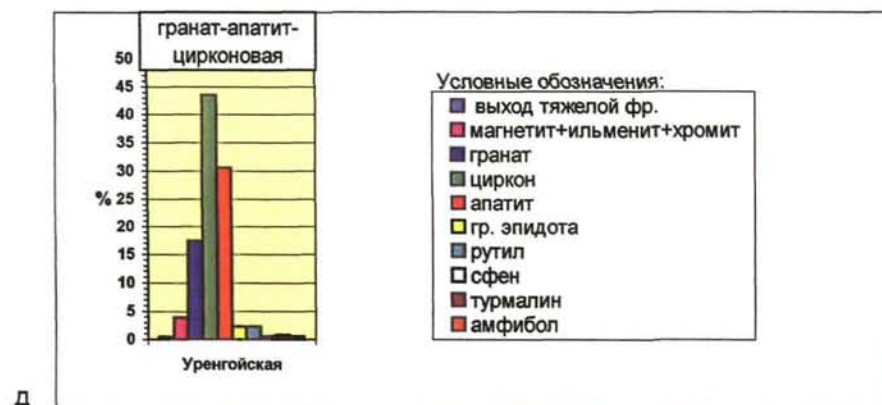 гранат-апатит-
цирконовая
50
45
40
35
30
% 25
20
15
10
5
0
Уренгойская
Условные обозначения:
выход тяжелой фр.
магнетит+ильменит+хромит
гранат
циркон
апатит
гр. эпидота
рутил
сфен
турмалин
амфибол
д